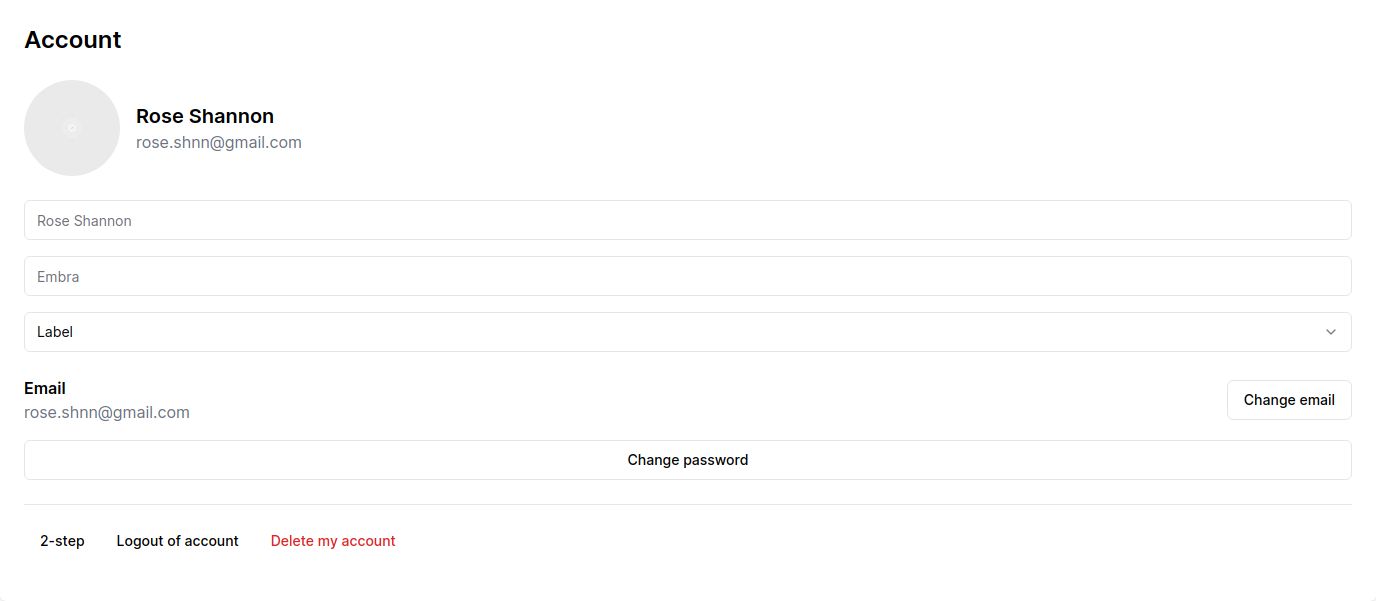 Account
Rose Shannon
rose.shnn@gmail.com
Rose Shannon
Embra
Label
Email
rose.shnn@gmail.com
Change email
Change password
2-step
Logout of account
Delete my account